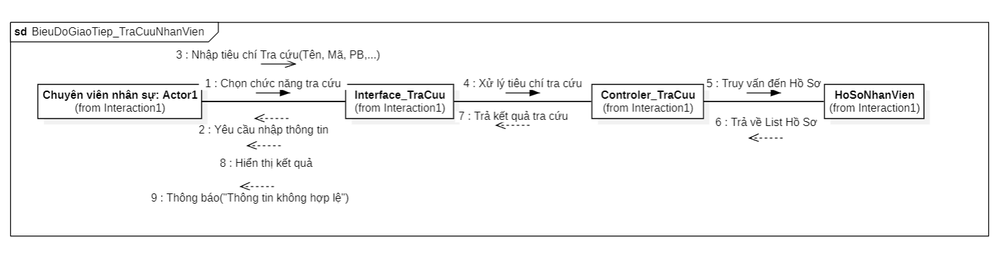 sd BieuDoGiaoTiep_TraCuuNhanVien
3 : Nhập tiêu chí Tra cứu(Tên, Mã, PB,...)
1 : Chọn chức năng tra cứu
4 : Xử lý tiêu chí tra cứu
5 : Truy vấn đến Hồ Sơ
Chuyên viên nhân sự: Actor1
(from Interaction1)
Interface_TraCuu
(from Interaction1)
Controler_TraCuu
(from Interaction1)
HoSoNhanVien
(from Interaction1)
7 : Trả kết quả tra cứu
6 : Trả về List Hồ Sơ
2 : Yêu cầu nhập thông tin
8 : Hiển thị kết quả
9 : Thông báo("Thông tin không hợp lệ")